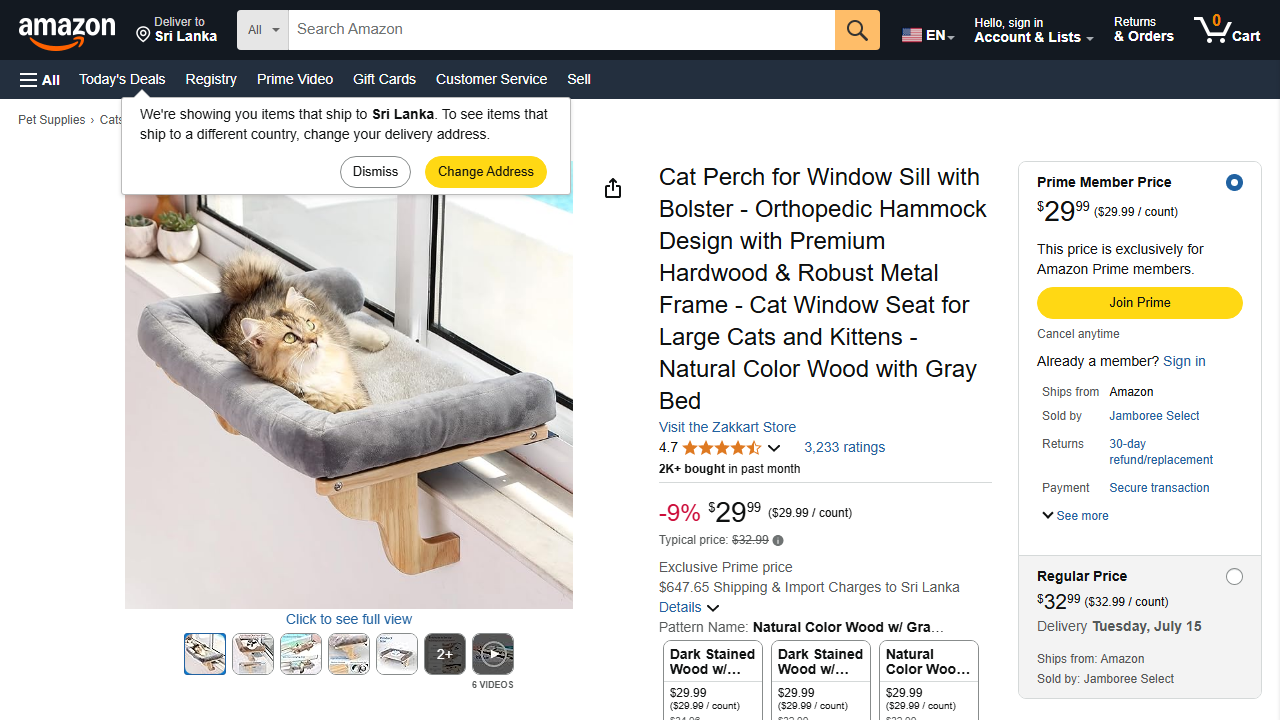 amazon
Deliver to
Sri Lanka
All
Search Amazon
EN
Hello, sign in
Account & Lists
Returns
& Orders
0
Cart
All
Today's Deals
Registry
Prime Video
Gift Cards
Customer Service
Sell
Pet Supplies › Cats
We're showing you items that ship to Sri Lanka. To see items that
ship to a different country, change your delivery address.
Dismiss
Change Address
Click to see full view
2+
6 VIDEOS
Cat Perch for Window Sill with
Bolster - Orthopedic Hammock
Design with Premium
Hardwood & Robust Metal
Frame - Cat Window Seat for
Large Cats and Kittens -
Natural Color Wood with Gray
Bed
Visit the Zakkart Store
4.7
3,233 ratings
2K+ bought in past month
-9% $29.99 ($29.99 / count)
Typical price: $32.99
Exclusive Prime price
$647.65 Shipping & Import Charges to Sri Lanka
Details
Pattern Name: Natural Color Wood w/ Gra…
Dark Stained
Wood w/…
$29.99
($29.99 / count)
Dark Stained
Wood w/…
$29.99
($29.99 / count)
Natural
Color Woo…
$29.99
($29.99 / count)
Prime Member Price
$29.99 ($29.99 / count)
This price is exclusively for
Amazon Prime members.
Join Prime
Cancel anytime
Already a member? Sign in
Ships from Amazon
Sold by Jamboree Select
Returns 30-day
refund/replacement
Payment Secure transaction
See more
Regular Price
$32.99 ($32.99 / count)
Delivery Tuesday, July 15
Ships from: Amazon
Sold by: Jamboree Select